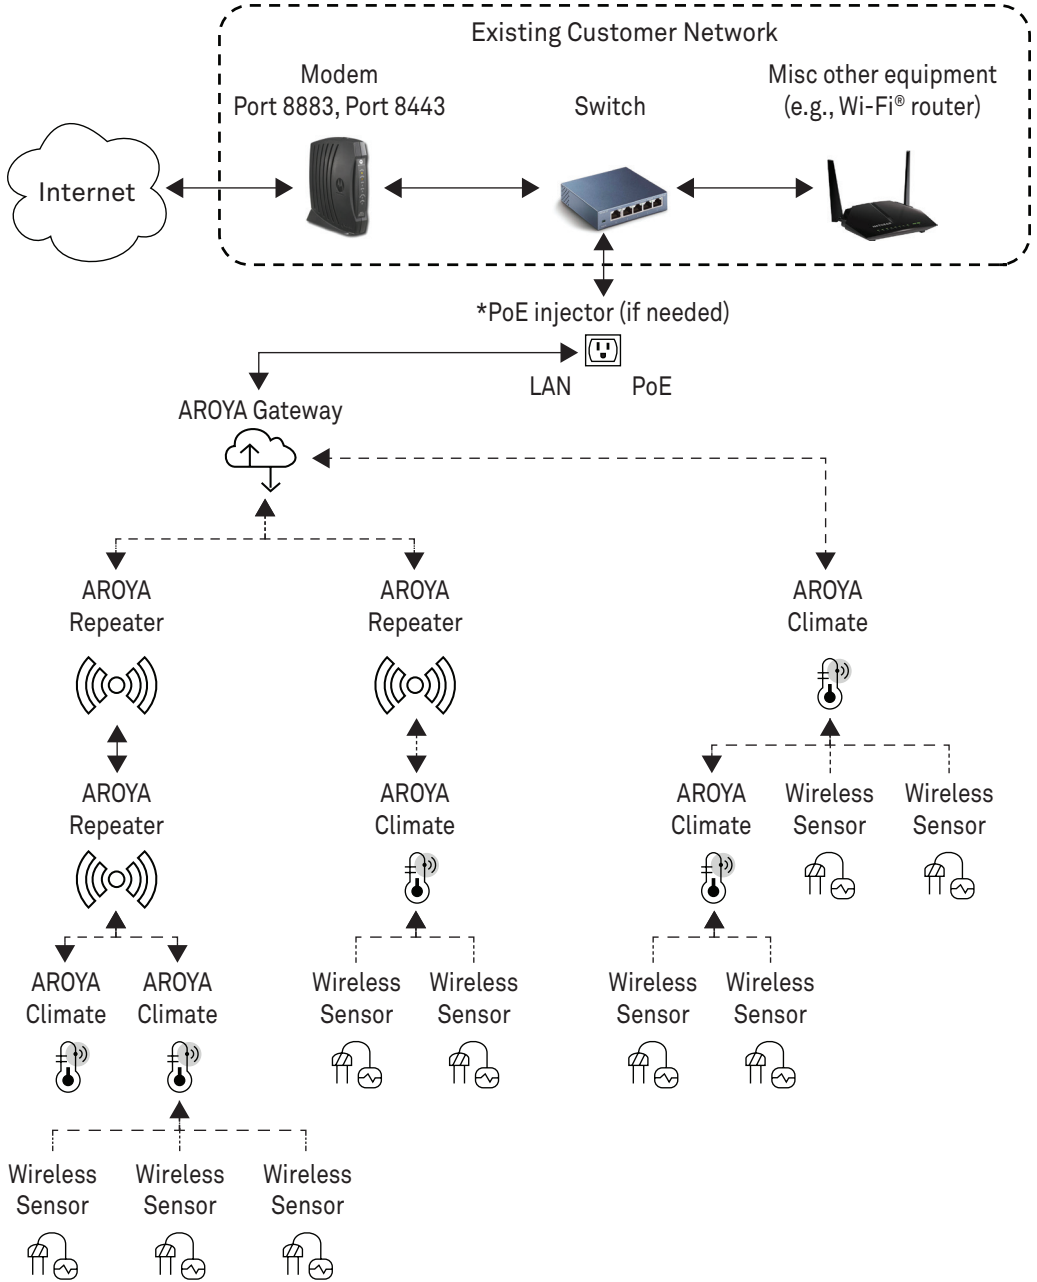 Existing Customer Network
Modem
Port 8883, Port 8443
Switch
Misc other equipment
(e.g., Wi-Fi® router)
Internet
*PoE injector (if needed)
LAN
PoE
AROYA Gateway
AROYA
Repeater
AROYA
Repeater
AROYA
Climate
AROYA
Repeater
AROYA
Climate
AROYA
Climate
Wireless
Sensor
Wireless
Sensor
AROYA
Climate
AROYA
Climate
Wireless
Sensor
Wireless
Sensor
Wireless
Sensor
Wireless
Sensor
Wireless
Sensor
Wireless
Sensor
Wireless
Sensor